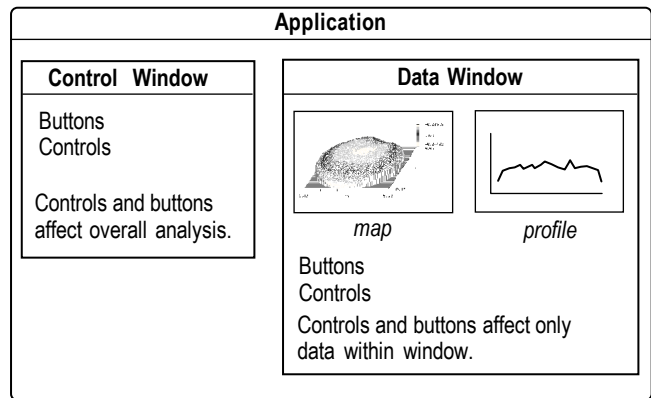 Application
Control Window
Buttons
Controls
Controls and buttons
affect overall analysis.
Data Window
map
profile
Buttons
Controls
Controls and buttons affect only
data within window.